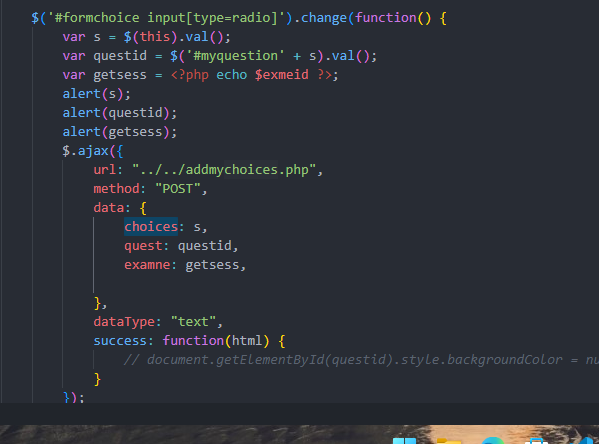 $('#formchoice input[type=radio]').change(function() {
var s = $(this).val();
var questid = $('#myquestion' + s).val();
var getsess = <?php echo $exmeid ?>;
alert(s);
alert(questid);
alert(getsess);
$.ajax({
url: "../../addmychoices.php",
method: "POST",
data: {
choices: s,
quest: questid,
examne: getsess,
},
dataType: "text",
success: function(html) {
// document.getElementById(questid).style.backgroundColor = nu
}
});